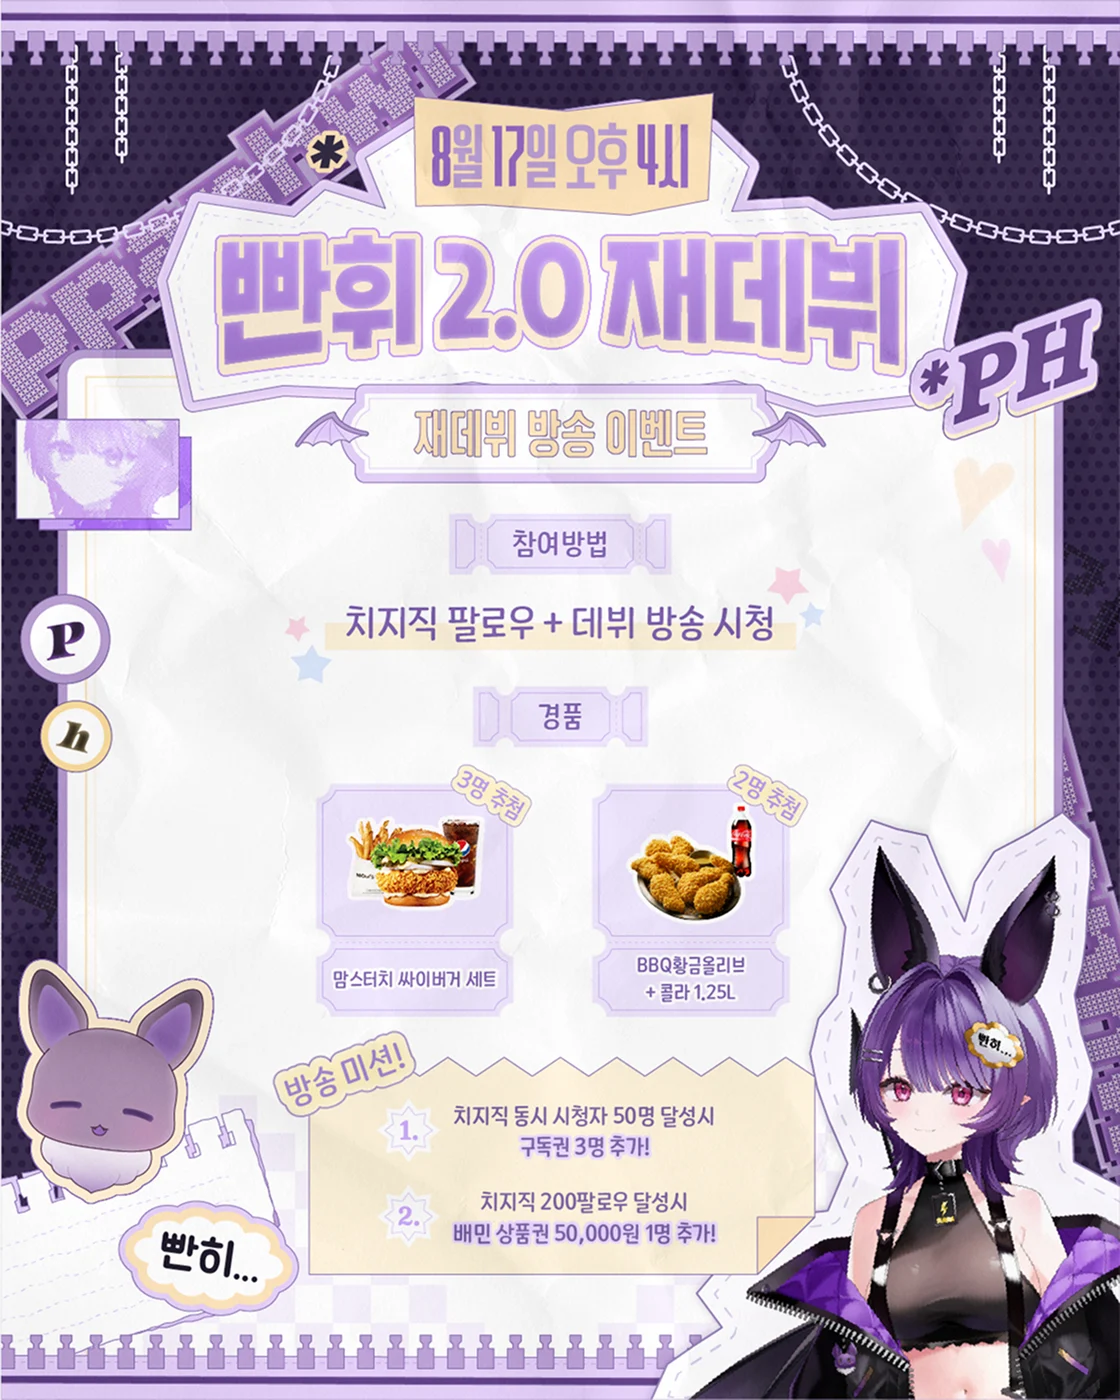 8월 17일 오후 4시
빤휘 2.0 재데뷔
*PH
재데뷔 방송 이벤트
참여방법
치지직 팔로우 + 데뷔 방송 시청
P
h
경품
3명 추첨
2명 추첨
맘스터치 싸이버거 세트
BBQ황금올리브
+ 콜라 1.25L
방송 미션!
1.
치지직 동시 시청자 50명 달성시
구독권 3명 추가!
2.
치지직 200팔로우 달성시
배민 상품권 50,000원 1명 추가!
빤히...
빤히...